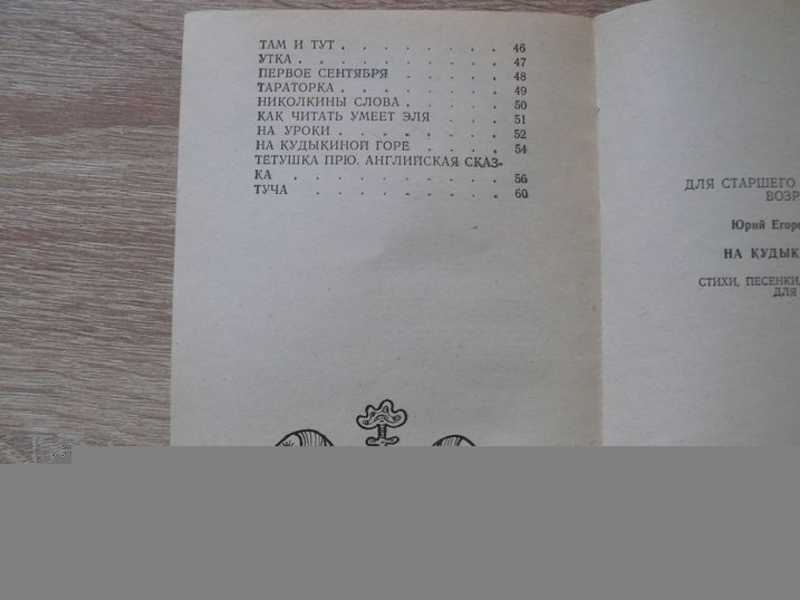 ТАМ И ТУТ . . . . . . . . 46
УТКА . . . . . . . . . 47
ПЕРВОЕ СЕНТЯБРЯ . . . . . 48
ТАРАТОРКА . . . . . . . . 49
НИКОЛКИНЫ СЛОВА . . . . . 50
КАК ЧИТАТЬ УМЕЕТ ЭЛЯ . . . 51
НА УРОКИ . . . . . . . . 52
НА КУДЫКИНОЙ ГОРЕ . . . . 54
ТЕТУШКА ПРЮ. АНГЛИЙСКАЯ СКАЗ-
КА . . . . . . . . . 56
ТУЧА . . . . . . . . 60
ДЛЯ СТАРШЕГО
ВОЗР
Юрий Егоро
НА КУДЫК
СТИХИ, ПЕСЕНКИ,
ДЛЯ